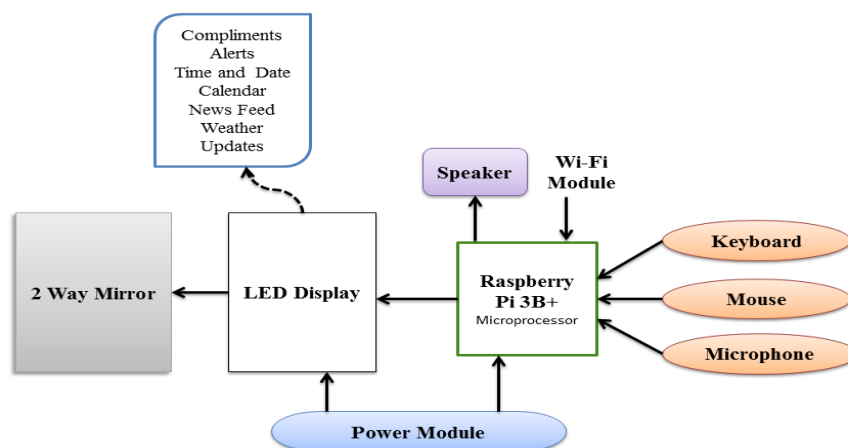 Compliments
Alerts
Time and Date
Calendar
News Feed
Weather
Updates
Speaker
Wi-Fi
Module
Keyboard
2 Way Mirror
LED Display
Raspberry
Pi 3B+
Microprocessor
Mouse
Microphone
Power Module